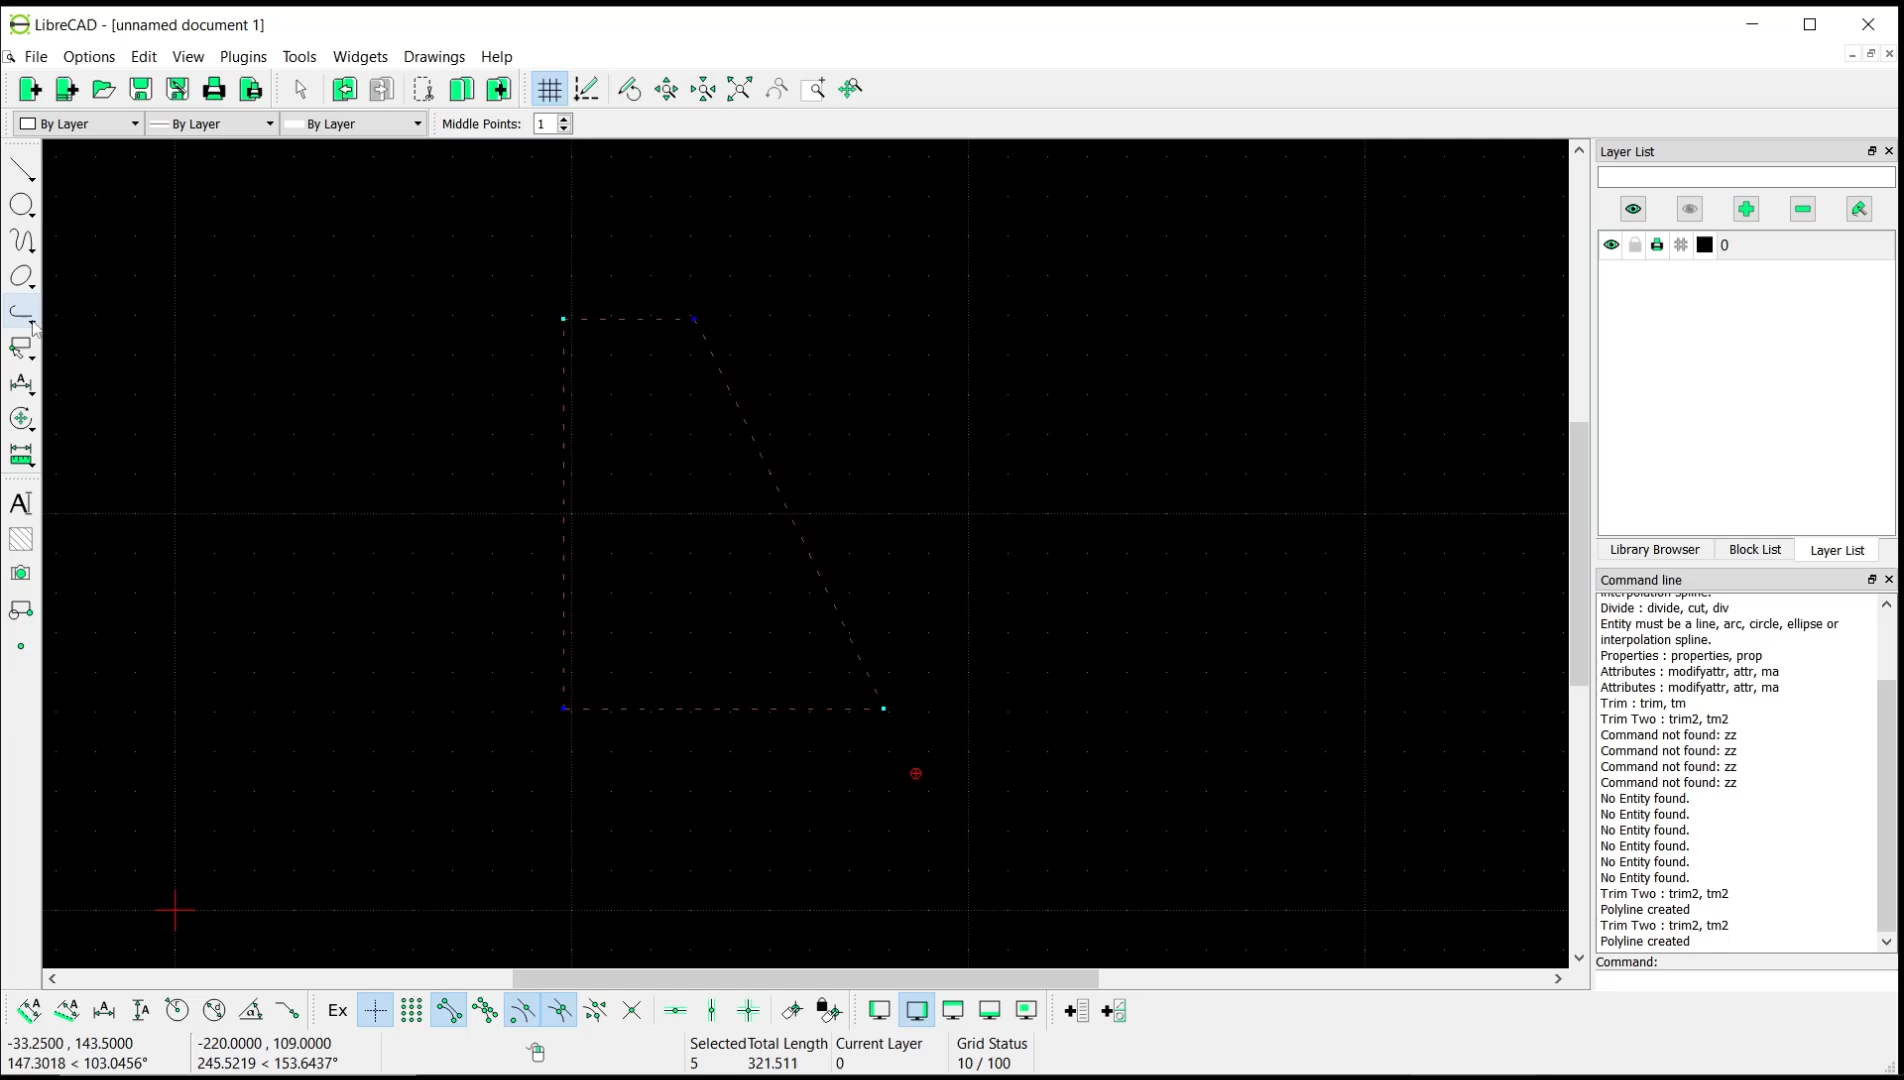 LibreCAD - [unnamed document 1]
File Options Edit View Plugins Tools Widgets Drawings Help
By Layer By Layer By Layer Middle Points: 1
Layer List
0
Library Browser Block List Layer List
Command line
interpolation spline.
Divide : divide, cut, div
Entity must be a line, arc, circle, ellipse or
interpolation spline.
Properties : properties, prop
Attributes : modifyattr, attr, ma
Attributes : modifyattr, attr, ma
Trim : trim, tm
Trim Two : trim2, tm2
Command not found: zz
Command not found: zz
Command not found: zz
Command not found: zz
No Entity found.
No Entity found.
No Entity found.
No Entity found.
No Entity found.
No Entity found.
Trim Two : trim2, tm2
Polyline created
Trim Two : trim2, tm2
Polyline created
Command:
Ex
-33.2500 , 143.5000 -220.0000 , 109.0000 Selected Total Length Current Layer Grid Status
147.3018 < 103.0456° 245.5219 < 153.6437° 5 321.511 0 10 / 100